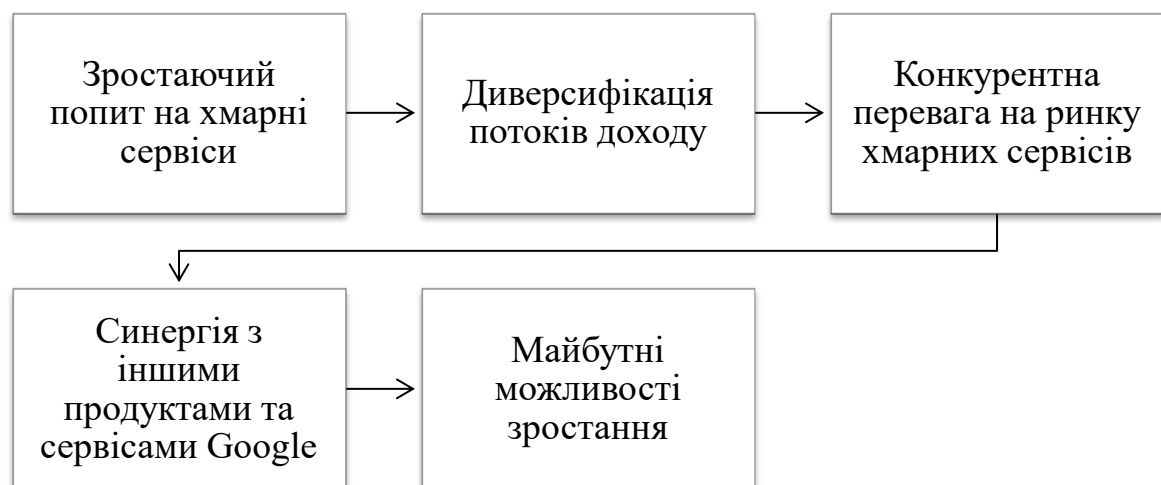 Зростаючий
попит на хмарні
сервіси
Диверсифікація
потоків доходу
Конкурентна
перевага на ринку
хмарних сервісів
Синергія з
іншими
продуктами та
сервісами Google
Майбутні
можливості
зростання